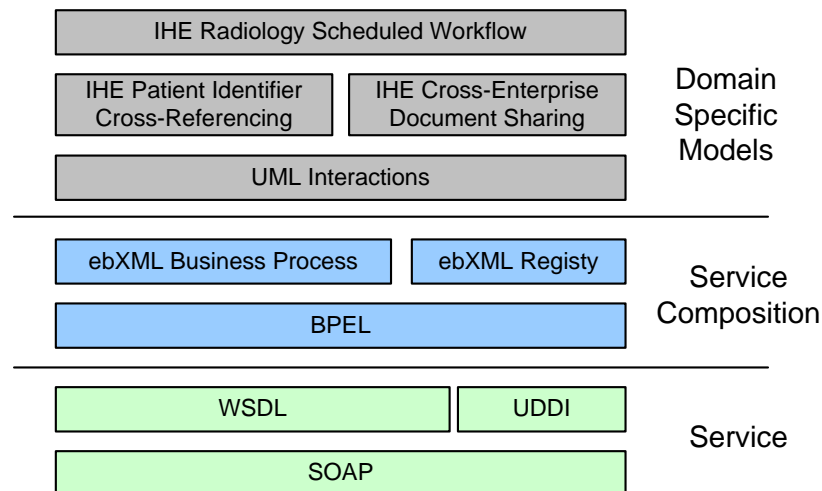 IHE Radiology Scheduled Workflow
IHE Patient Identifier
Cross-Referencing
IHE Cross-Enterprise
Document Sharing
UML Interactions
Domain
Specific
Models
ebXML Business Process
ebXML Registy
BPEL
Service
Composition
WSDL
UDDI
SOAP
Service